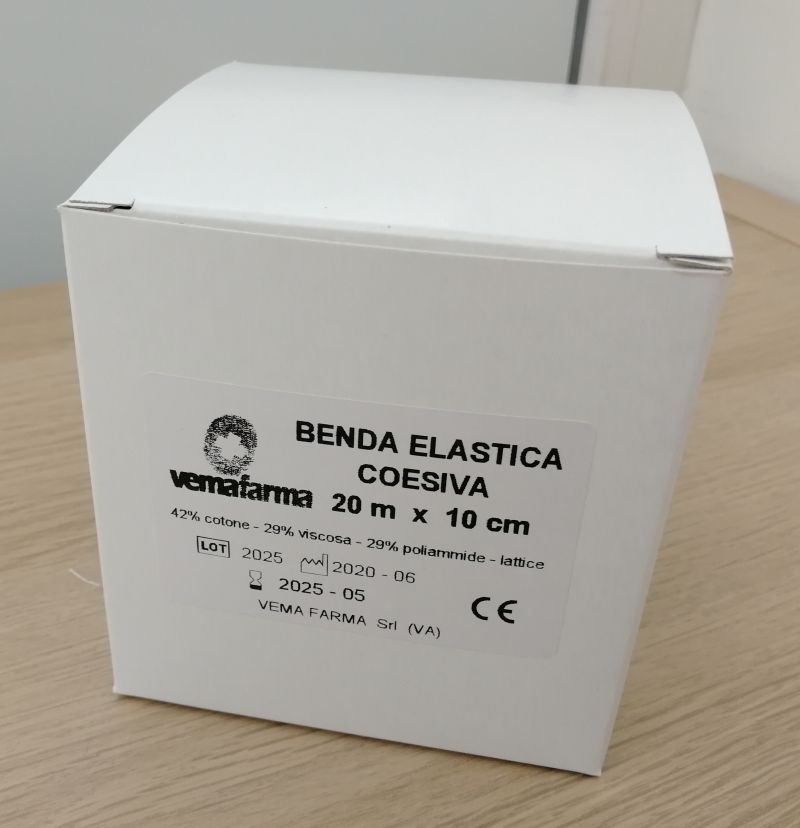 BENDA ELASTICA
COESIVA
vemafarma
20 m x 10 cm
42% cotone - 29% viscosa - 29% poliammide - lattice
LOT 2025 2020 - 06
2025 - 05
CE
VEMA FARMA Srl (VA)